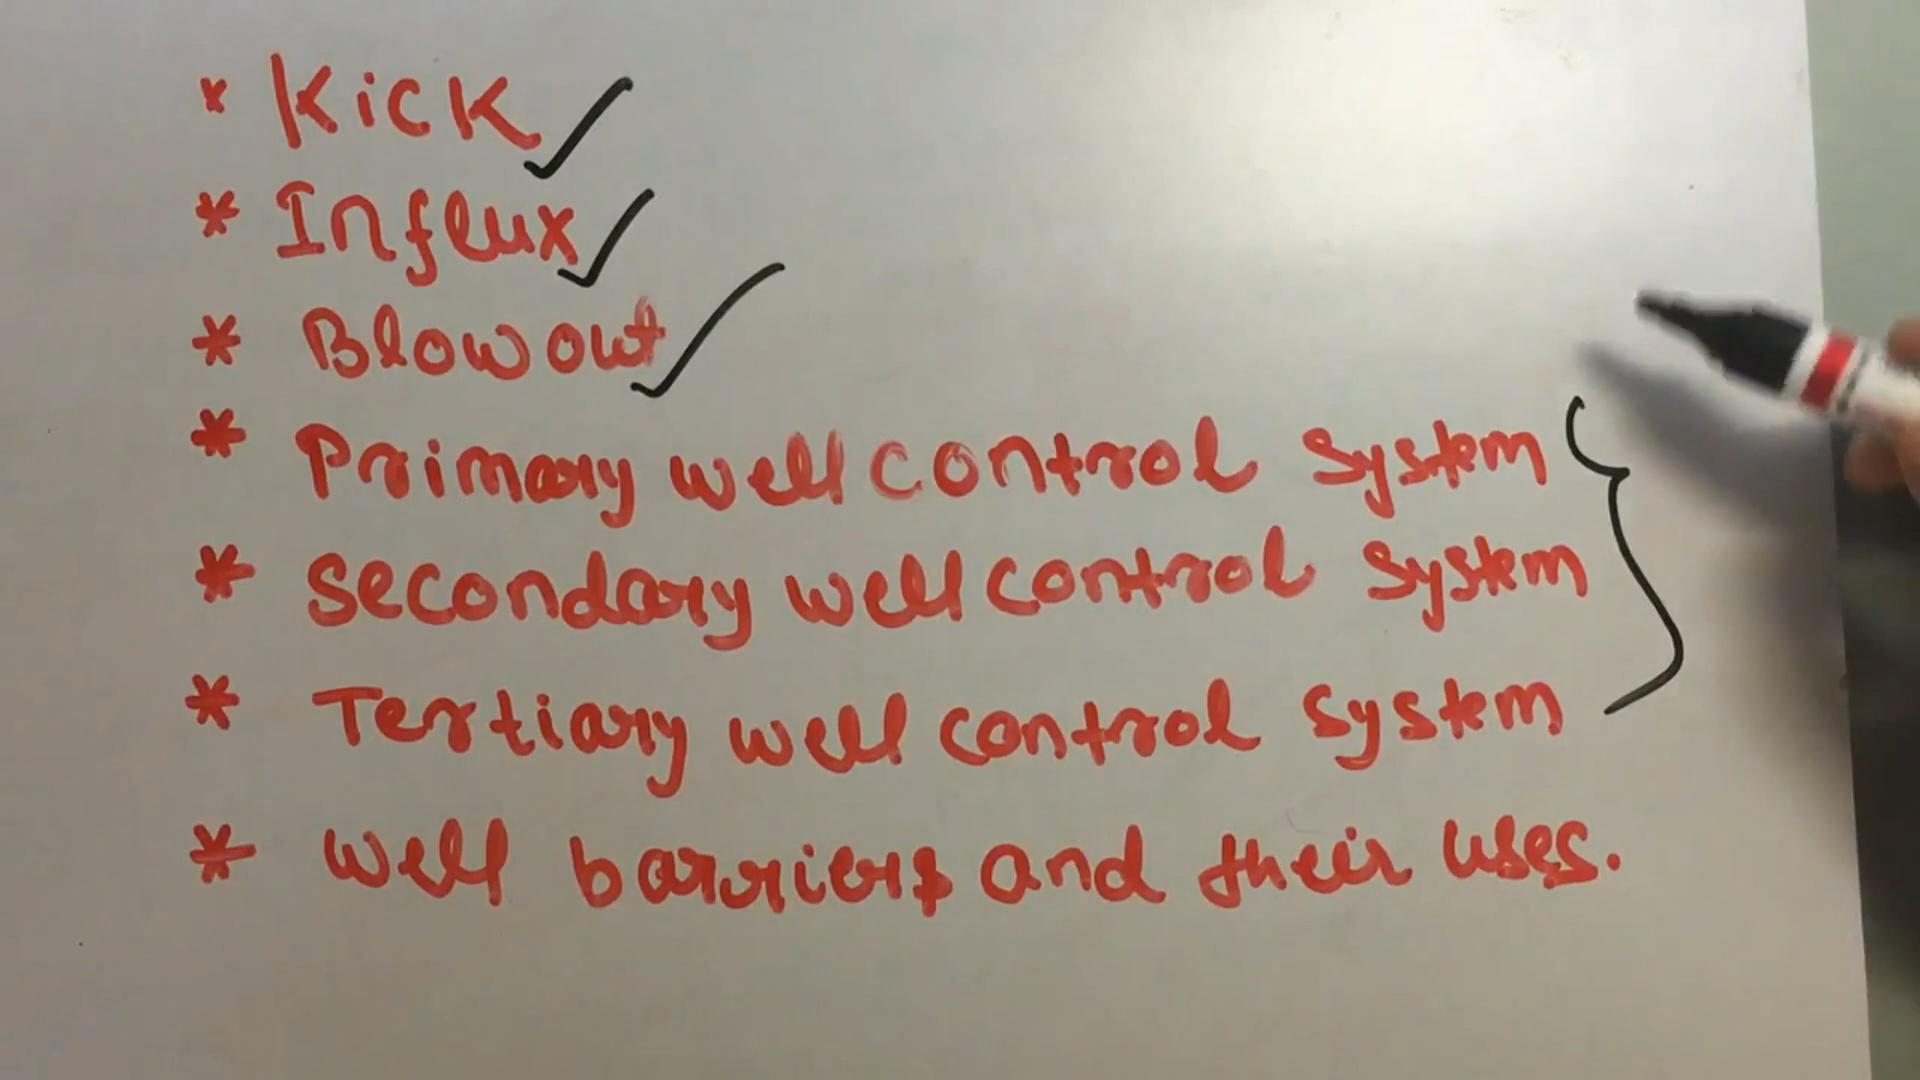 * Kick
* Influx
* Blowout
* Primary well control system
* Secondary well control system
* Tertiary well control system
* Well barriers and their uses.